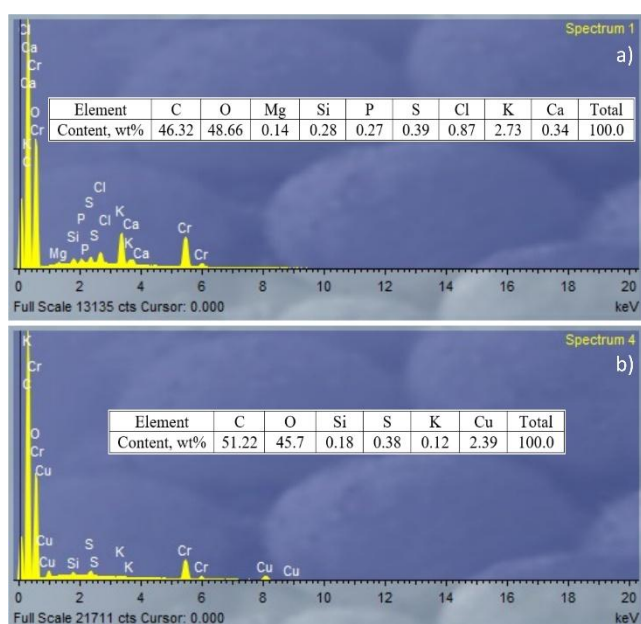 Spectrum 1
a)
Cl
Ca
Cr
Ca
O
Cr
K
C
Element C O Mg Si P S Cl K Ca Total
Content, wt% 46.32 48.66 0.14 0.28 0.27 0.39 0.87 2.73 0.34 100.0
Cl
S
P Cl K
Si S Ca Cr
Mg P K Ca Cr
0 2 4 6 8 10 12 14 16 18 20
Full Scale 13135 cts Cursor: 0.000 keV
Spectrum 4
b)
K
Cr
C
O
Cr
Cu
Element C O Si S K Cu Total
Content, wt% 51.22 45.7 0.18 0.38 0.12 2.39 100.0
Cu S K Cr Cu
Cu Si S K Cr Cu
0 2 4 6 8 10 12 14 16 18 20
Full Scale 21711 cts Cursor: 0.000 keV